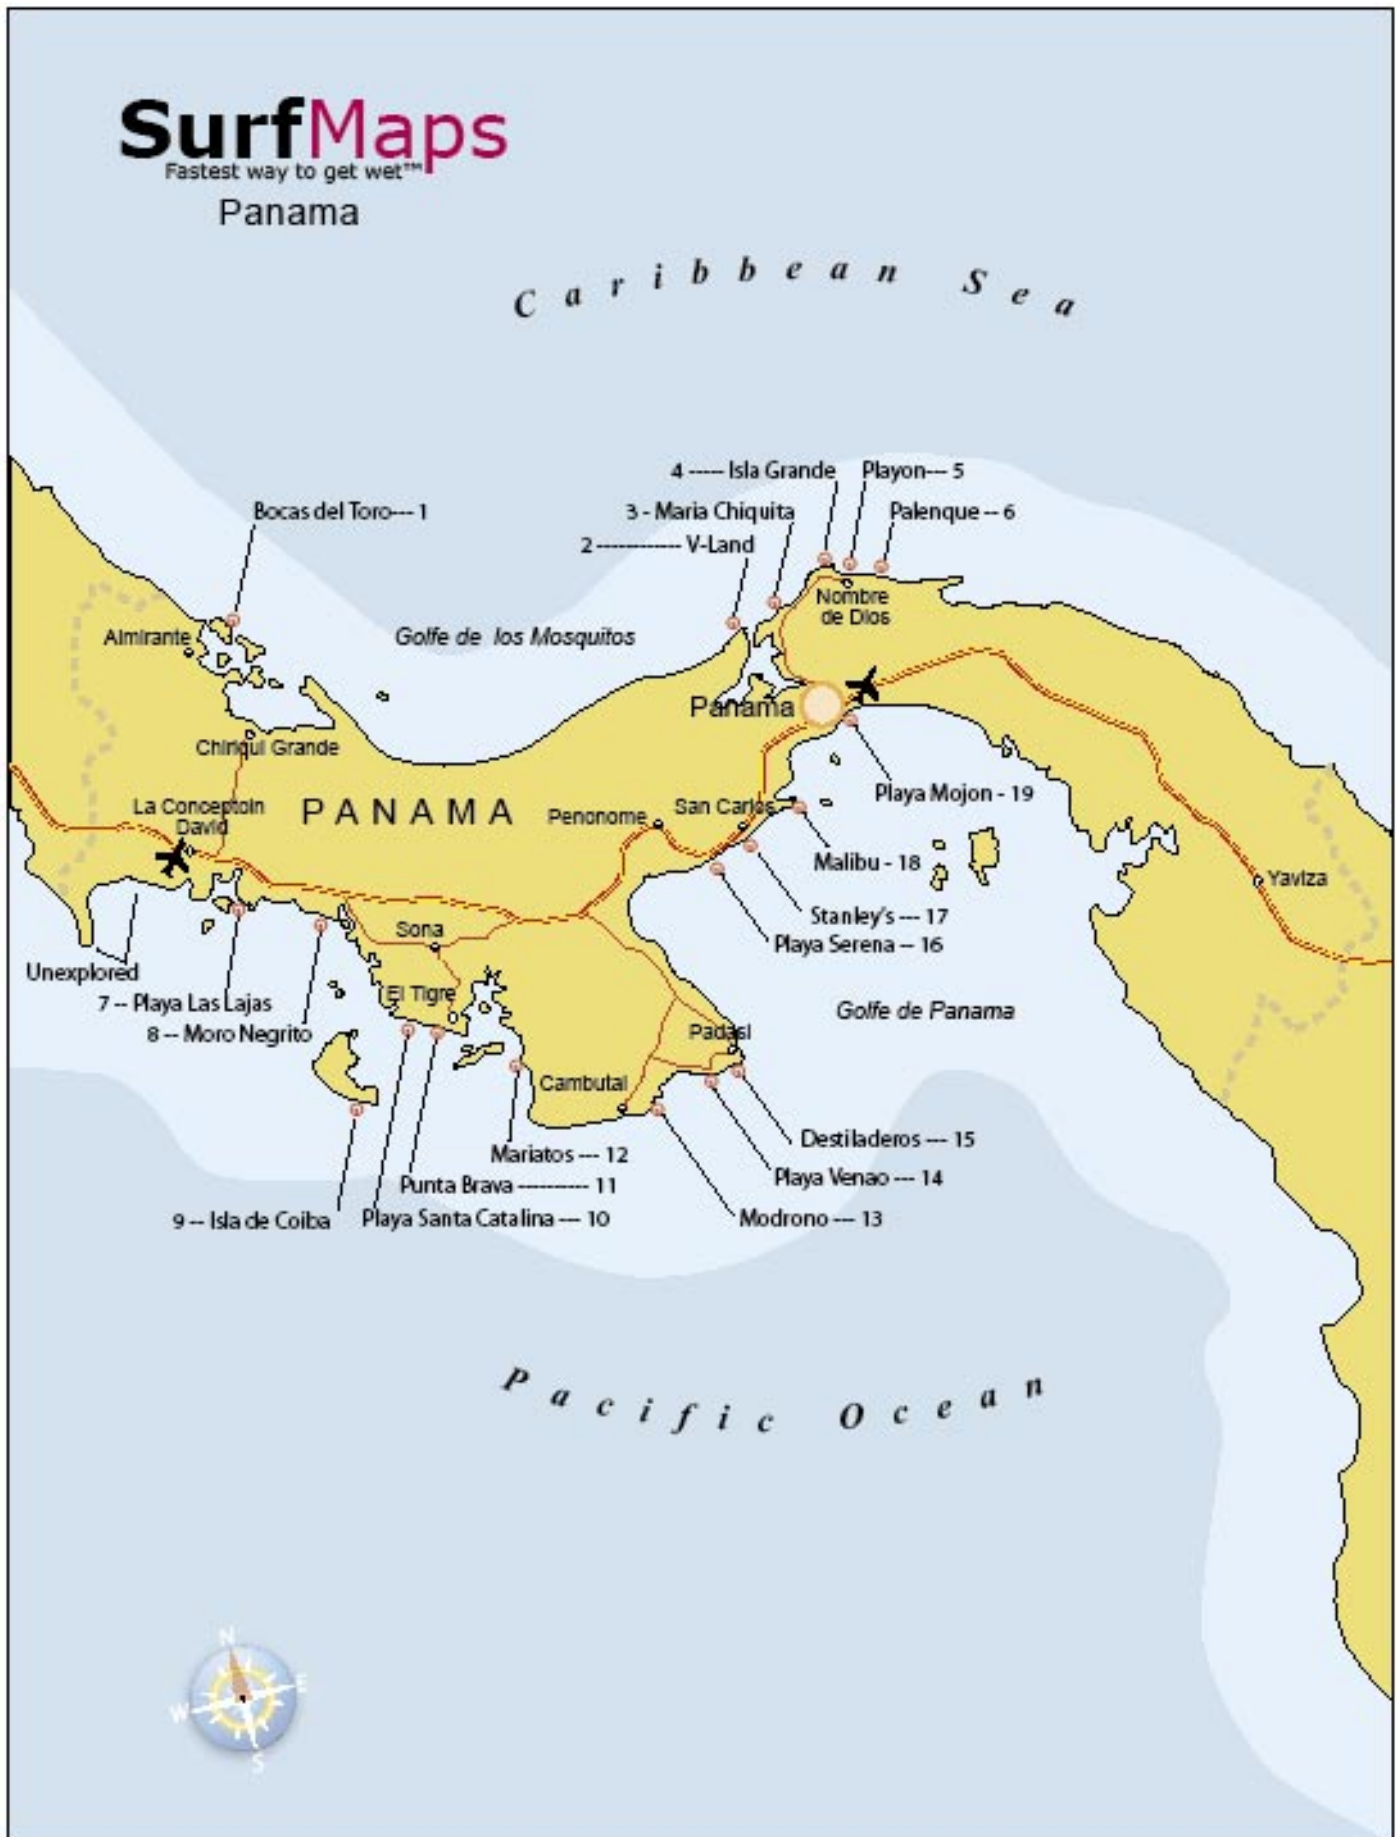 SurfMaps
Fastest way to get wet™
Panama
Caribbean Sea
4 ----- Isla Grande
Playon--- 5
Bocas del Toro--- 1
3 - Maria Chiquita
Palenque -- 6
2 ------------ V-Land
Nombre
de Dios
Almirante
Golfe de los Mosquitos
Panama
Chiriqui Grande
Playa Mojon - 19
La Conceptoin
David
PANAMA
Penonome
San Carlos
Malibu - 18
Yaviza
Stanley's --- 17
Sona
Playa Serena -- 16
Unexplored
7 -- Playa Las Lajas
El Tigre
Golfe de Panama
8 -- Moro Negrito
Padasi
Cambutal
Destiladeros --- 15
Mariatos --- 12
Playa Venao --- 14
Punta Brava ---------- 11
9 -- Isla de Coiba
Playa Santa Catalina --- 10
Modrono --- 13
Pacific Ocean
N
E
W
S